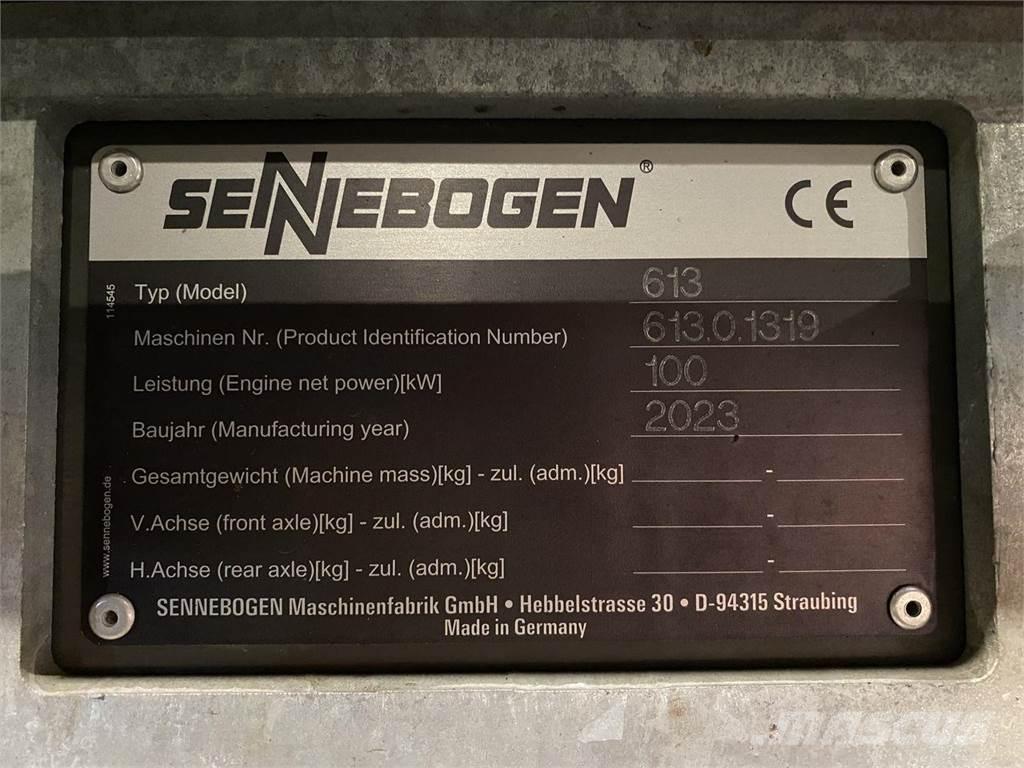 SENNEBOGEN®
CE
114545
Typ (Model) 613
Maschinen Nr. (Product Identification Number) 613.0.1319
Leistung (Engine net power)[kW] 100
Baujahr (Manufacturing year) 2023
Gesamtgewicht (Machine mass)[kg] - zul. (adm.)[kg] -
V.Achse (front axle)[kg] - zul. (adm.)[kg] -
H.Achse (rear axle)[kg] - zul. (adm.)[kg] -
www.sennebogen.de
SENNEBOGEN Maschinenfabrik GmbH • Hebbelstrasse 30 • D-94315 Straubing
Made in Germany
mascus